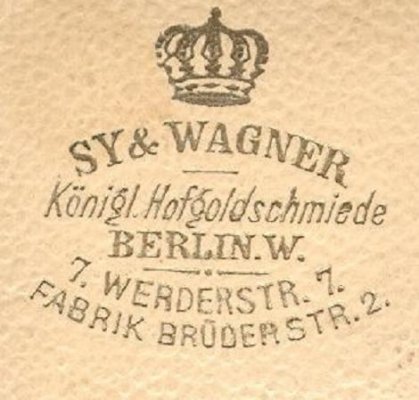 SY & WAGNER
Königl. Hofgoldschmiede
BERLIN.W.
7. WERDERSTR. 7.
FABRIK BRÜDERSTR. 2.